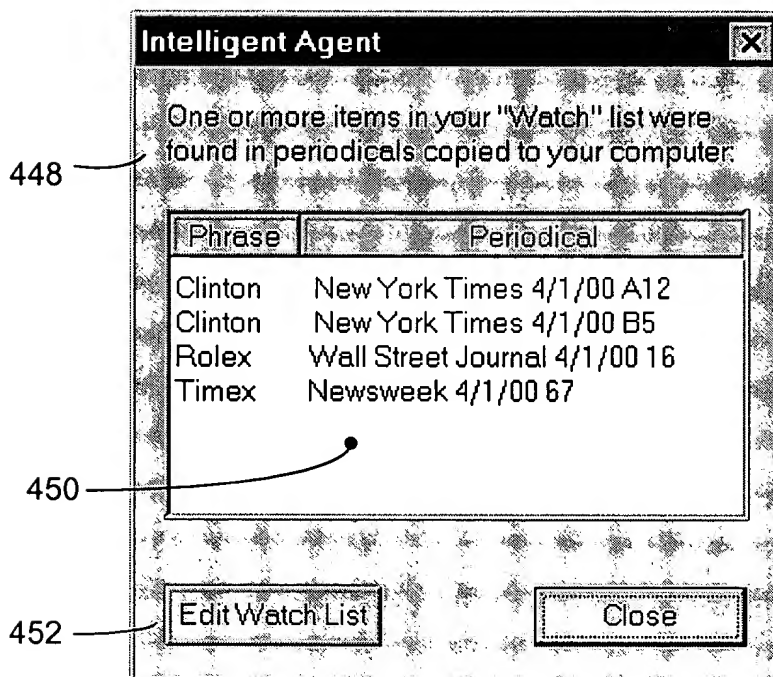 Intelligent Agent
One or more items in your "Watch" list were
found in periodicals copied to your computer:
448
Phrase Periodical
Clinton New York Times 4/1/00 A12
Clinton New York Times 4/1/00 B5
Rolex Wall Street Journal 4/1/00 16
Timex Newsweek 4/1/00 67
450
Edit Watch List Close
452